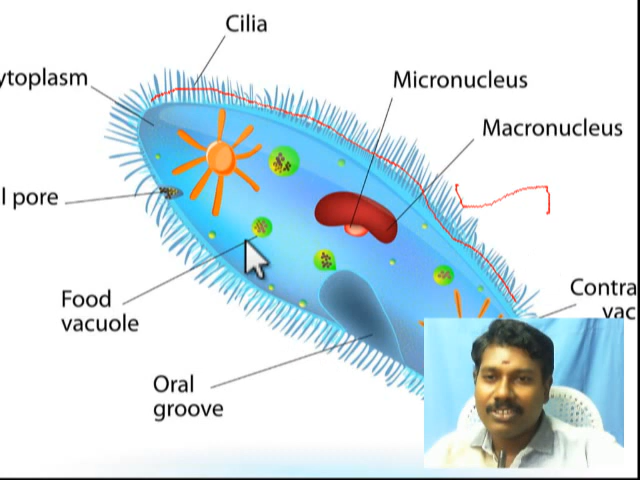 Cilia
ytoplasm
Micronucleus
Macronucleus
l pore
Contra
vac
Food
vacuole
Oral
groove